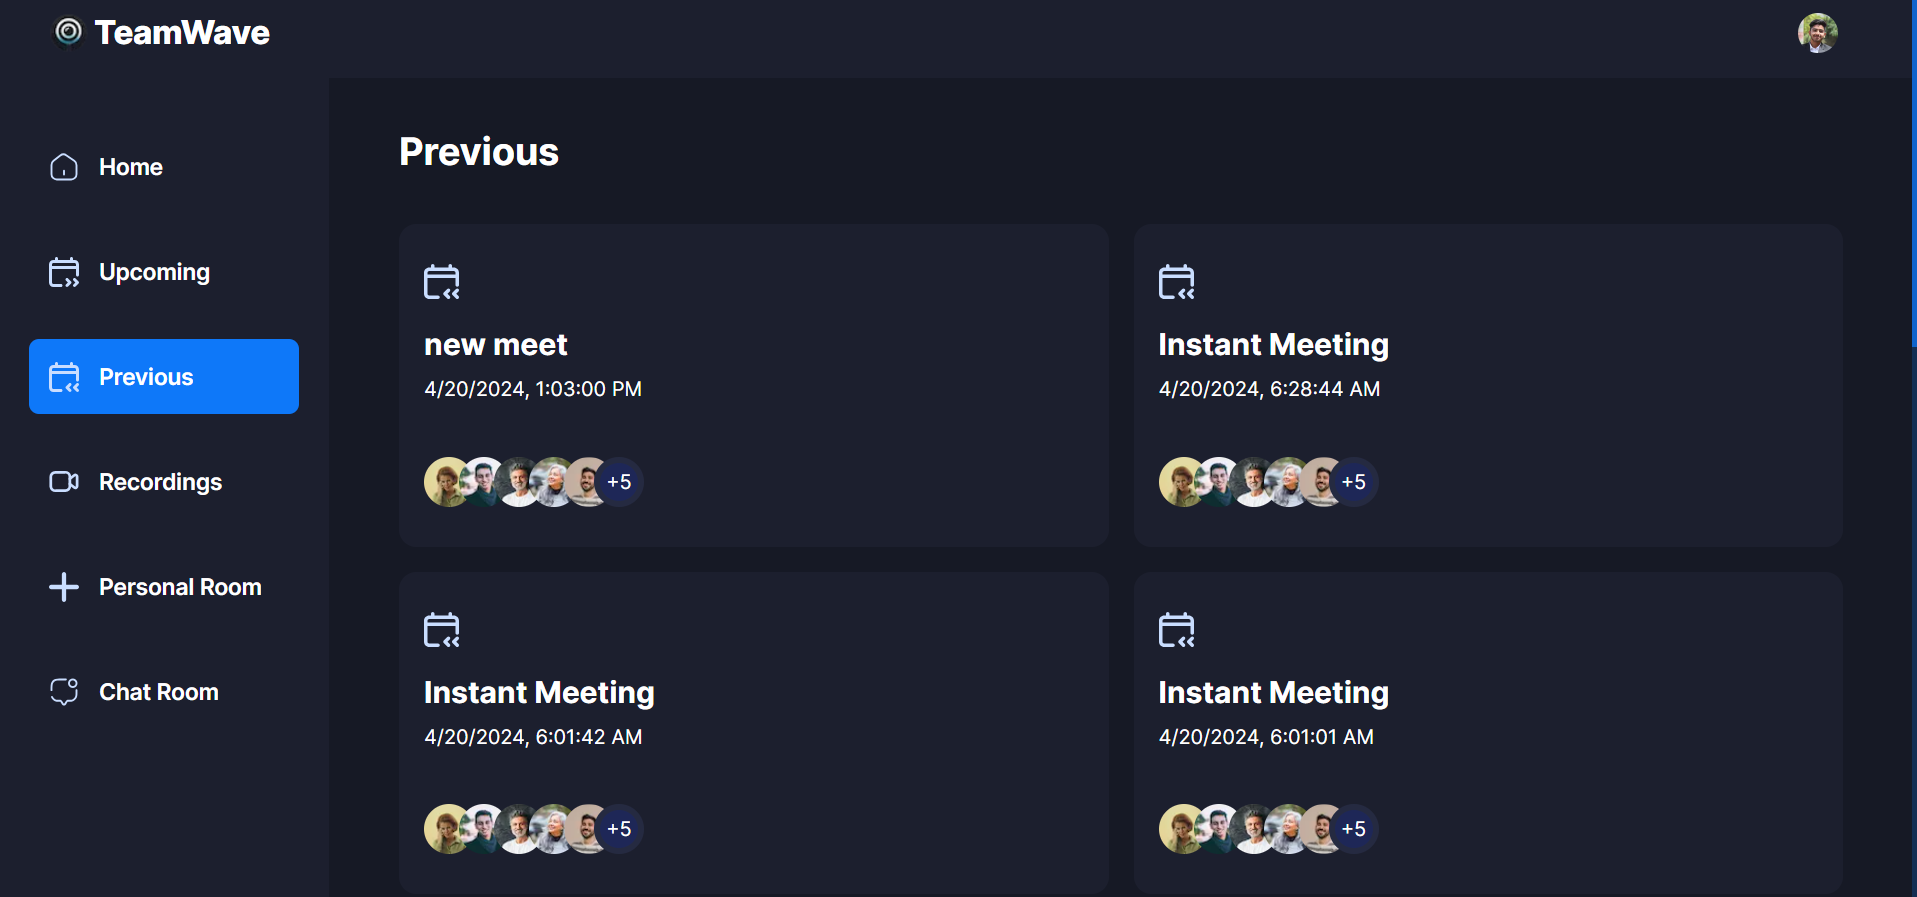 TeamWave
Home
Upcoming
Previous
Recordings
Personal Room
Chat Room
Previous
new meet
4/20/2024, 1:03:00 PM
+5
Instant Meeting
4/20/2024, 6:28:44 AM
+5
Instant Meeting
4/20/2024, 6:01:42 AM
+5
Instant Meeting
4/20/2024, 6:01:01 AM
+5